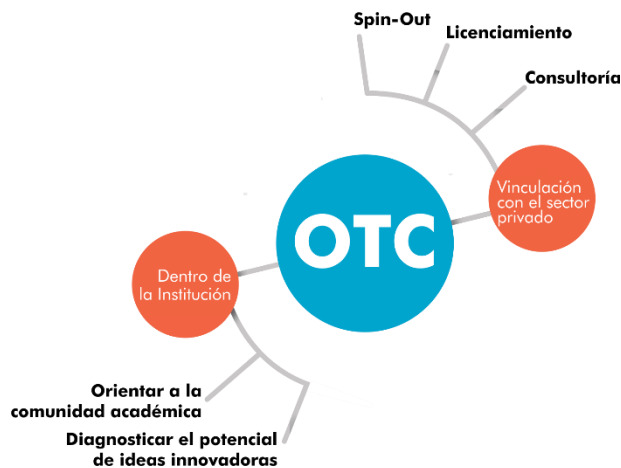 Spin-Out
Licenciamiento
Consultoría
Vinculación
con el sector
privado
OTC
Dentro de
la Institución
Orientar a la
comunidad académica
Diagnosticar el potencial
de ideas innovadoras